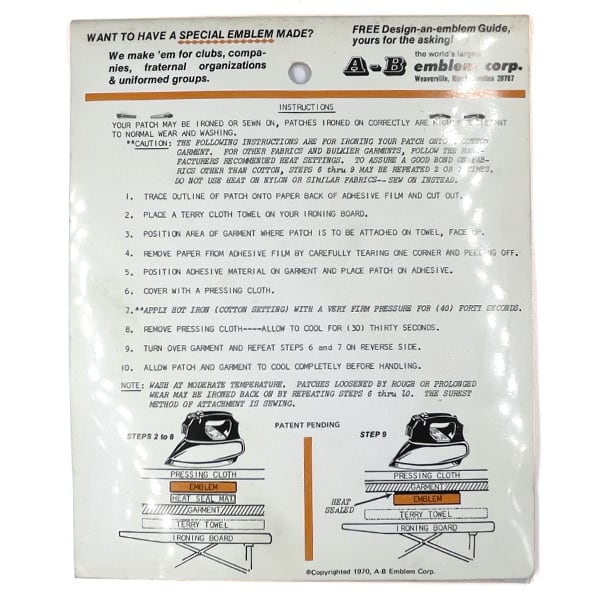 WANT TO HAVE A SPECIAL EMBLEM MADE?
We make 'em for clubs, compa-
nies, fraternal organizations
& uniformed groups.
FREE Design-an-emblem Guide,
yours for the asking!
the world's largest
A-B emblem corp.
Weaverville, North Carolina 28787
INSTRUCTIONS
YOUR PATCH MAY BE IRONED OR SEWN ON, PATCHES IRONED ON CORRECTLY ARE HIGHLY RESISTANT
TO NORMAL WEAR AND WASHING.
**CAUTION: THE FOLLOWING INSTRUCTIONS ARE FOR IRONING YOUR PATCH ONTO A COTTON
GARMENT. FOR OTHER FABRICS AND BULKIER GARMENTS, FOLLOW THE MANU-
FACTURERS RECOMMENDED HEAT SETTINGS. TO ASSURE A GOOD BOND ON FAB-
RICS OTHER THAN COTTON, STEPS 6 thru 9 MAY BE REPEATED 2 OR 3 TIMES.
DO NOT USE HEAT ON NYLON OR SIMILAR FABRICS--SEW ON INSTEAD.
1. TRACE OUTLINE OF PATCH ONTO PAPER BACK OF ADHESIVE FILM AND CUT OUT.
2. PLACE A TERRY CLOTH TOWEL ON YOUR IRONING BOARD.
3. POSITION AREA OF GARMENT WHERE PATCH IS TO BE ATTACHED ON TOWEL, FACE UP.
4. REMOVE PAPER FROM ADHESIVE FILM BY CAREFULLY TEARING ONE CORNER AND PEELING OFF.
5. POSITION ADHESIVE MATERIAL ON GARMENT AND PLACE PATCH ON ADHESIVE.
6. COVER WITH A PRESSING CLOTH.
7.**APPLY HOT IRON (COTTON SETTING) WITH A VERY FIRM PRESSURE FOR (40) FORTY SECONDS.
8. REMOVE PRESSING CLOTH----ALLOW TO COOL FOR (30) THIRTY SECONDS.
9. TURN OVER GARMENT AND REPEAT STEPS 6 and 7 ON REVERSE SIDE.
10. ALLOW PATCH AND GARMENT TO COOL COMPLETELY BEFORE HANDLING.
NOTE: WASH AT MODERATE TEMPERATURE. PATCHES LOOSENED BY ROUGH OR PROLONGED
WEAR MAY BE IRONED BACK ON BY REPEATING STEPS 6 thru 10. THE SUREST
METHOD OF ATTACHMENT IS SEWING.
PATENT PENDING
STEPS 2 to 8
PRESSING CLOTH
EMBLEM
HEAT SEAL MAT
GARMENT
TERRY TOWEL
IRONING BOARD
STEP 9
PRESSING CLOTH
GARMENT
HEAT
SEALED
EMBLEM
TERRY TOWEL
IRONING BOARD
©Copyrighted 1970, A-B Emblem Corp.